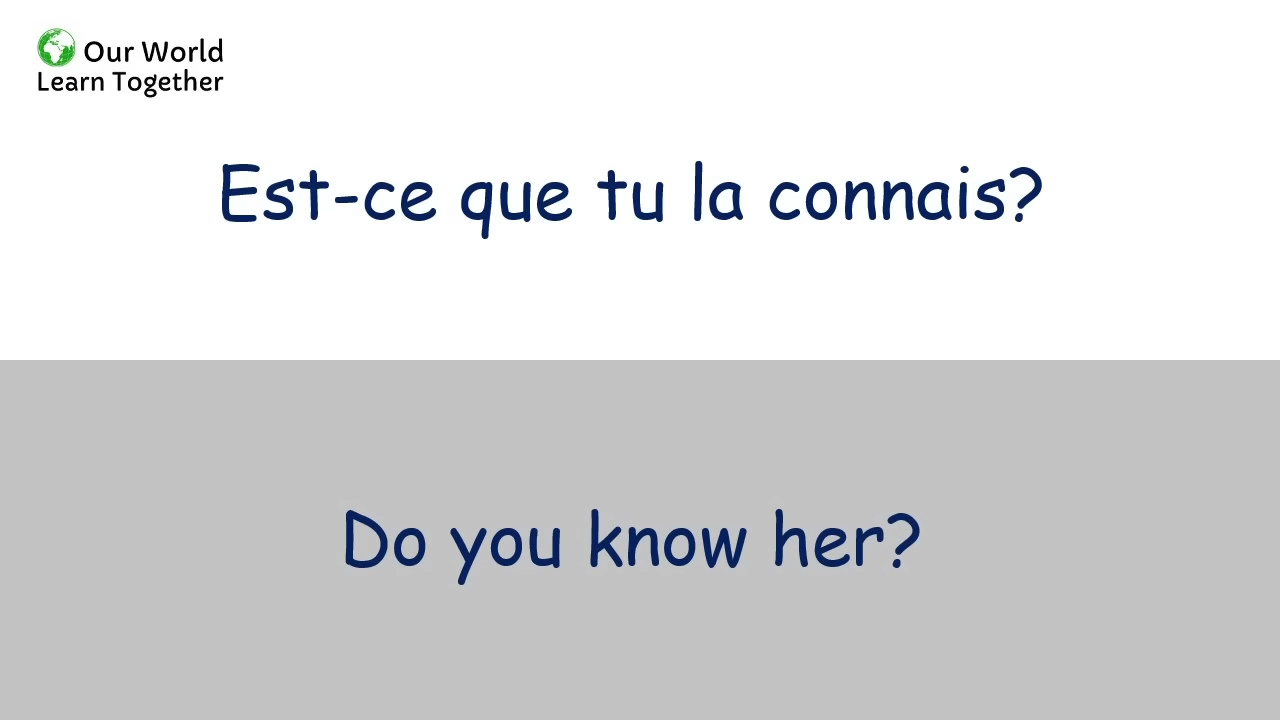 Our World
Learn Together
Est-ce que tu la connais?
Do you know her?